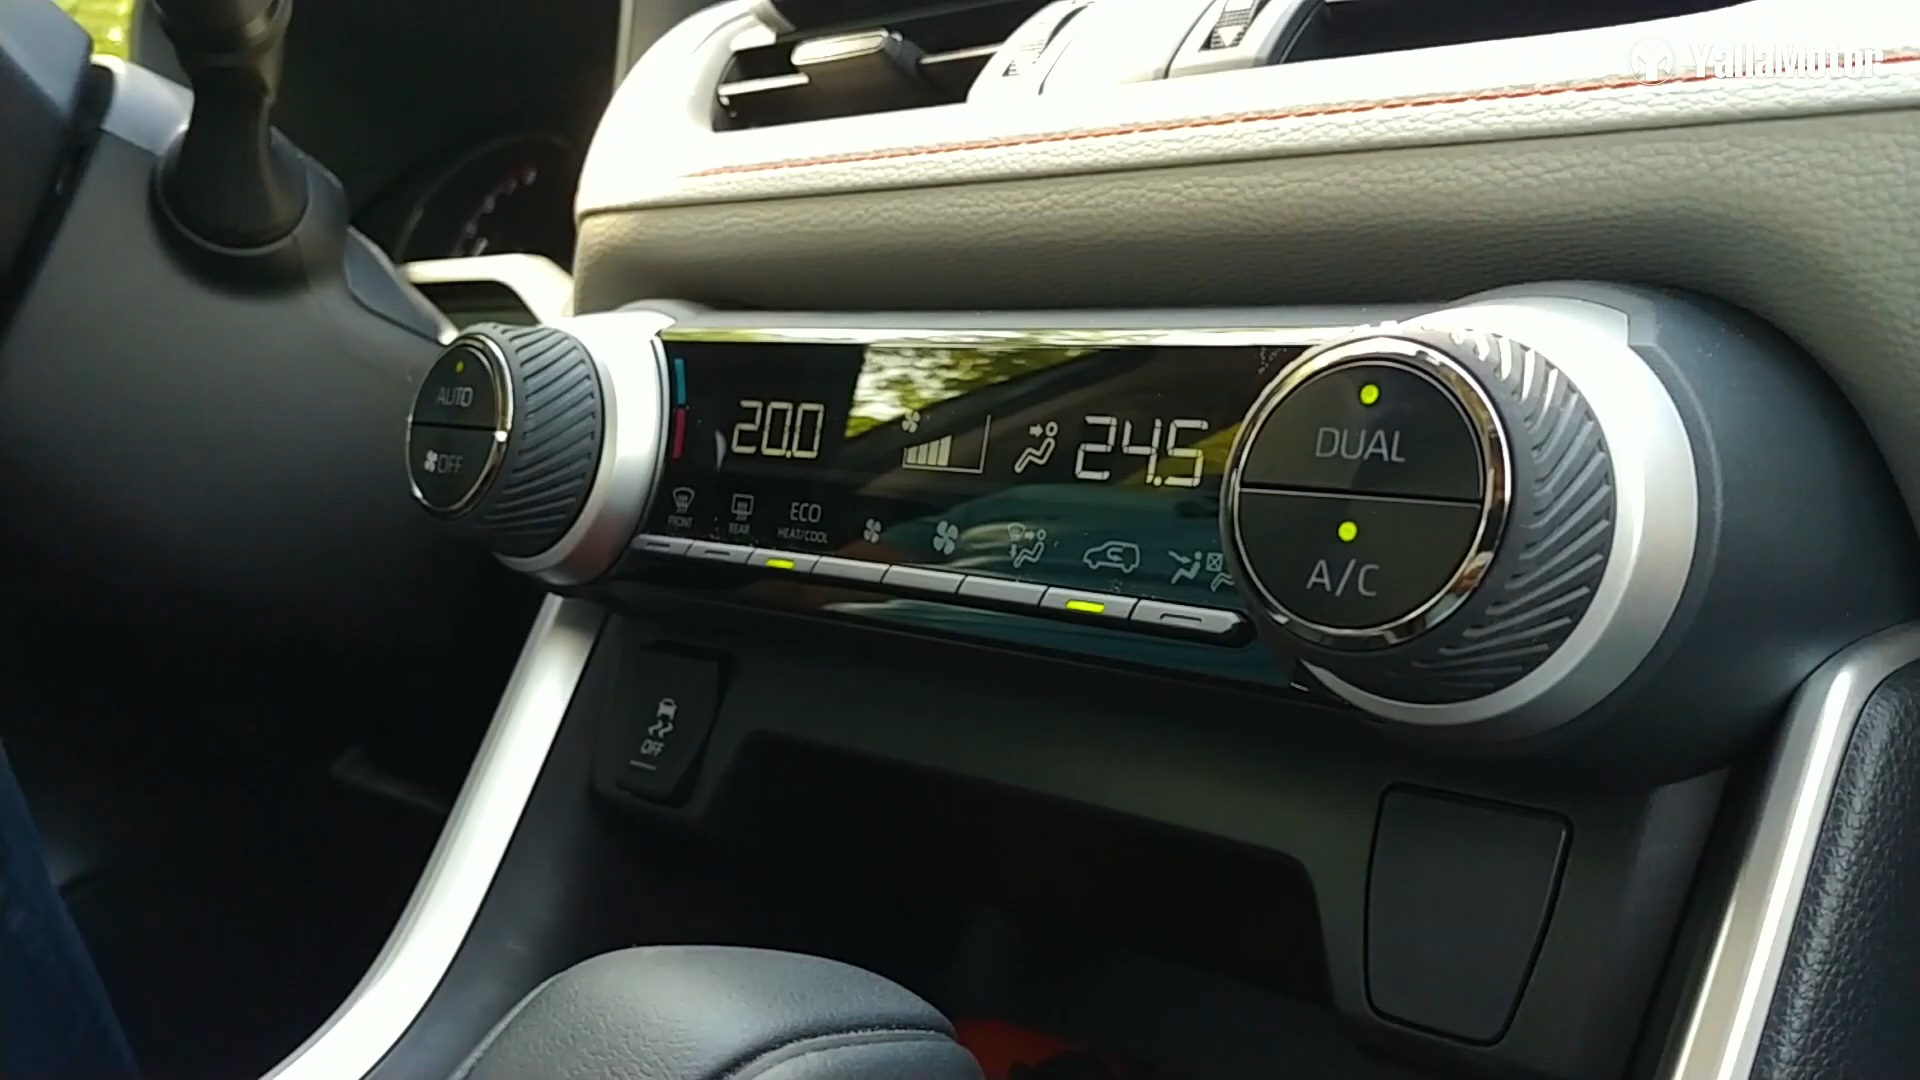 YallaMotor
AUTO
OFF
20.0
24.5
DUAL
A/C
FRONT
REAR
ECO
HEAT/COOL
OFF